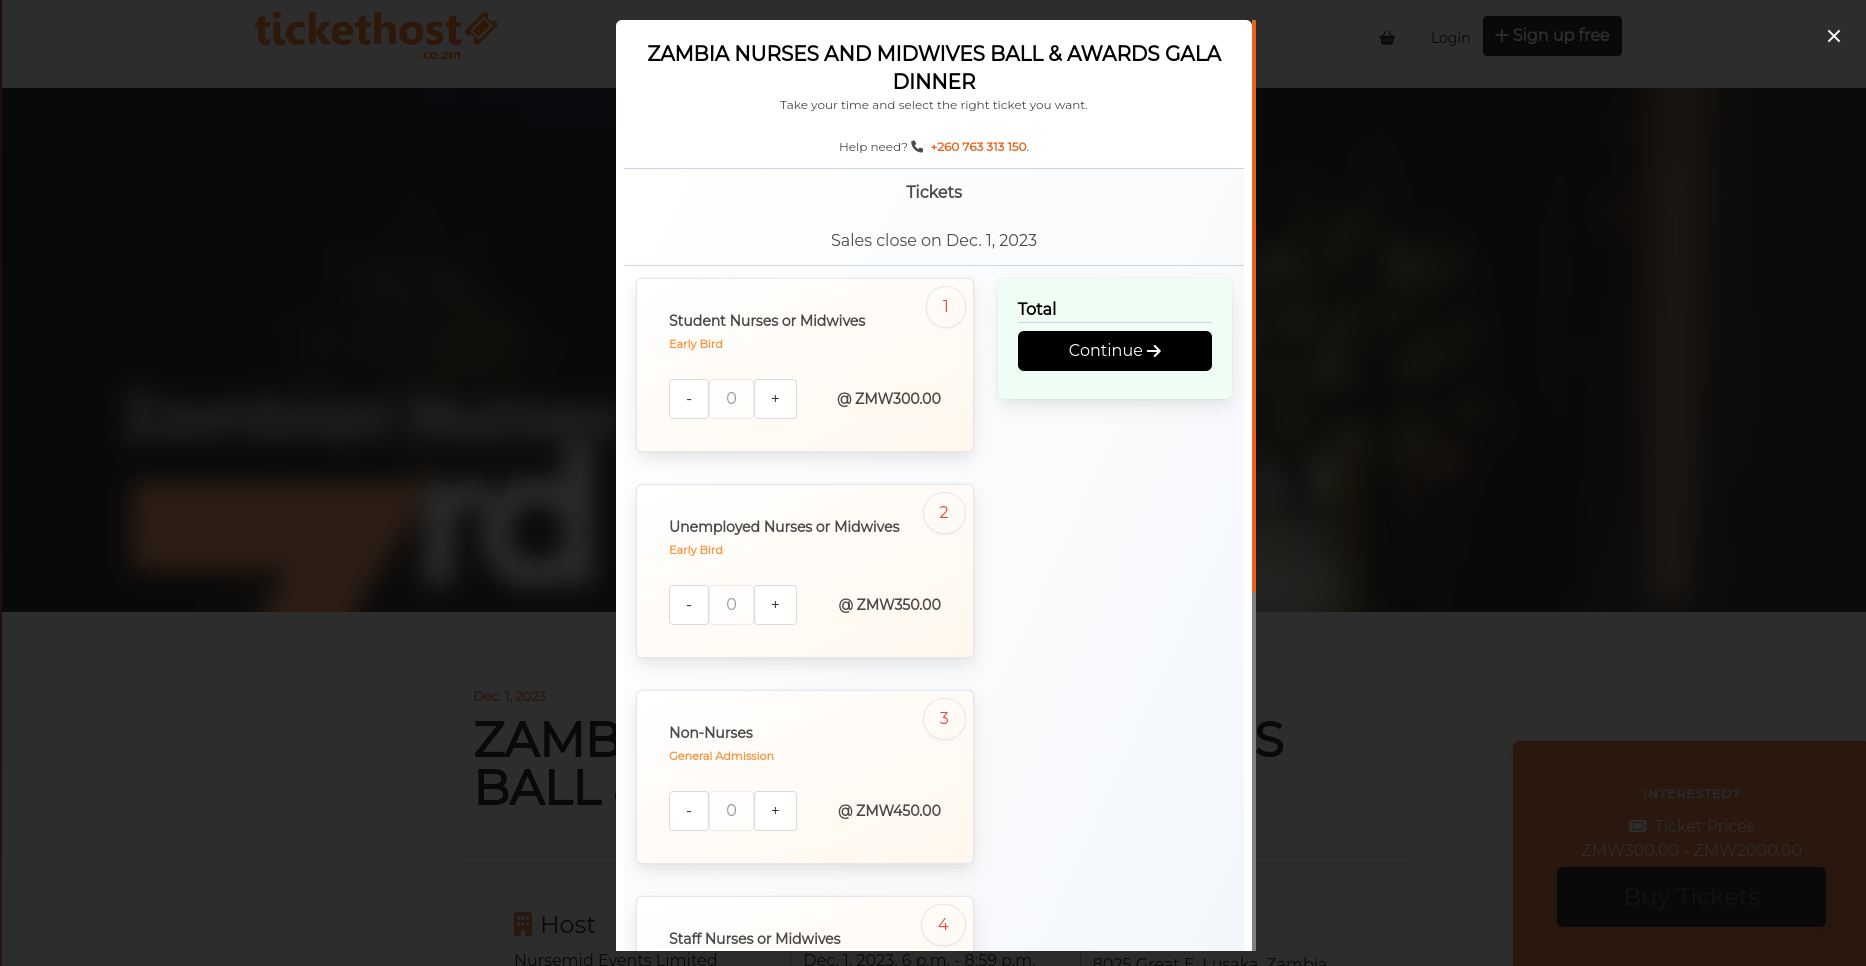 tickethost
.co.zm
Login
+ Sign up free
ZAMBIA NURSES AND MIDWIVES BALL & AWARDS GALA
DINNER
Take your time and select the right ticket you want.
Help need? +260 763 313 150.
Tickets
Sales close on Dec. 1, 2023
1
Student Nurses or Midwives
Early Bird
- 0 + @ ZMW300.00
Total
Continue →
2
Unemployed Nurses or Midwives
Early Bird
- 0 + @ ZMW350.00
3
Non-Nurses
General Admission
- 0 + @ ZMW450.00
4
Staff Nurses or Midwives
Zambian Nurses
7rd
Dec. 1, 2023
ZAMB S
BALL
Host
Nursemid Events Limited
Dec. 1, 2023, 6 p.m. - 8:59 p.m.
8025 Great E, Lusaka, Zambia
INTERESTED?
Ticket Prices
ZMW300.00 - ZMW2000.00
Buy Tickets